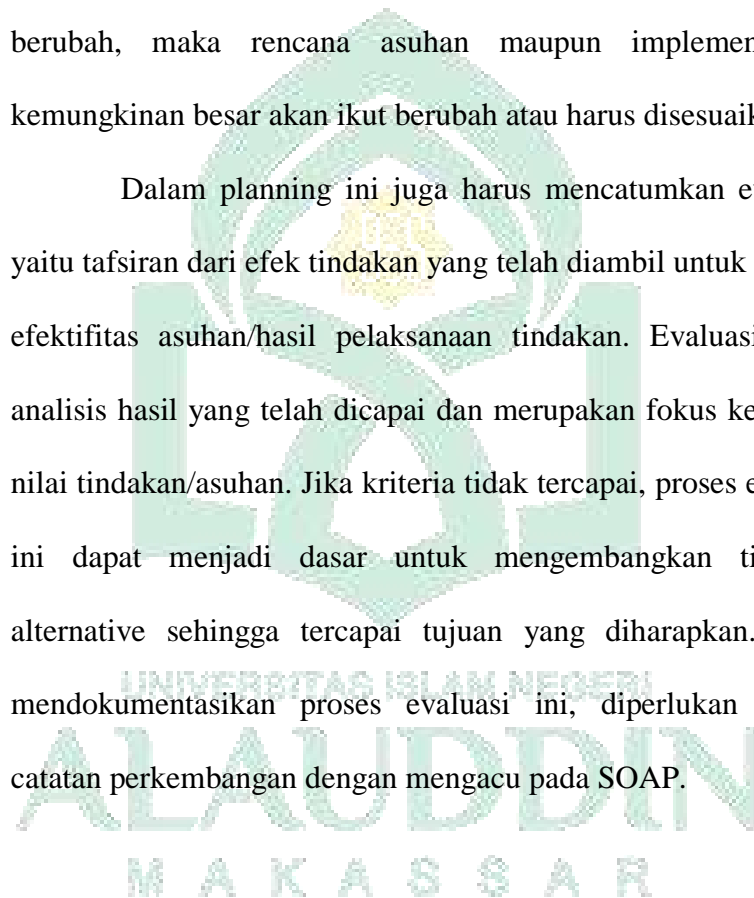 berubah, maka rencana asuhan maupun implemen
kemungkinan besar akan ikut berubah atau harus disesuaik
Dalam planning ini juga harus mencatumkan e
yaitu tafsiran dari efek tindakan yang telah diambil untuk
efektifitas asuhan/hasil pelaksanaan tindakan. Evaluasi
analisis hasil yang telah dicapai dan merupakan fokus ke
nilai tindakan/asuhan. Jika kriteria tidak tercapai, proses e
ini dapat menjadi dasar untuk mengembangkan ti
alternative sehingga tercapai tujuan yang diharapkan.
UNIVERSITAS ISLAM NEGERI
mendokumentasikan proses evaluasi ini, diperlukan
ALAUDDIN
catatan perkembangan dengan mengacu pada SOAP.
MAKASSAR